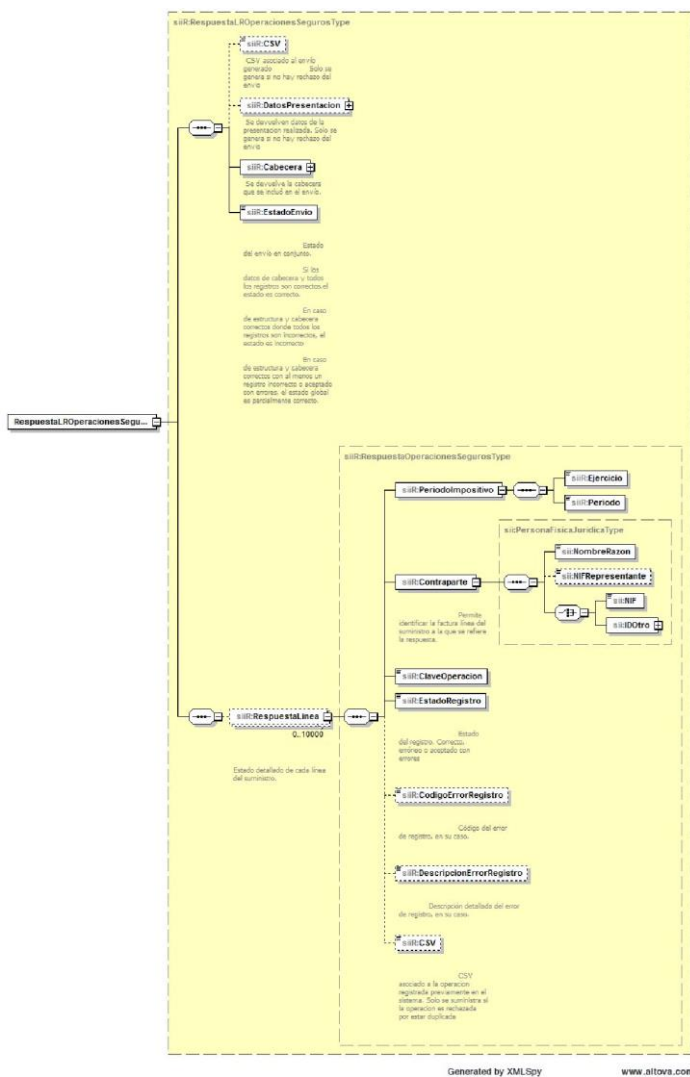 siiR:RespuestaLROperacionesSegurosType
siiR:CSV
CSV asociado al envío
generado Solo se
genera si no hay rechazo del
envío
siiR:DatosPresentacion
Se devuelven datos de la
presentacion realizada. Solo se
genera si no hay rechazo del
envío
siiR:Cabecera
Se devuelve la cabecera
que se incluó en el envío.
siiR:EstadoEnvio
Estado
del envío en conjunto.
Si los
datos de cabecera y todos
los registros son correctos,el
estado es correcto.
En caso
de estructura y cabecera
correctos donde todos los
registros son incorrectos, el
estado es incorrecto
En caso
de estructura y cabecera
correctos con al menos un
registro incorrecto o aceptado
con errores, el estado global
es parcialmente correcto.
RespuestaLROperacionesSegu...
siiR:RespuestaOperacionesSegurosType
siiR:PeriodoImpositivo
siiR:Ejercicio
siiR:Periodo
sii:PersonaFisicaJuridicaType
siiR:Contraparte
sii:NombreRazon
sii:NIFRepresentante
sii:NIF
sii:IDOtro
Permite
identificar la factura línea del
suministro a la que se refiere
la respuesta.
siiR:ClaveOperacion
siiR:EstadoRegistro
Estado
del registro. Correcto,
erróneo o aceptado con
errores
siiR:RespuestaLinea
0..10000
Estado detallado de cada línea
del suministro.
siiR:CodigoErrorRegistro
Código del error
de registro, en su caso.
siiR:DescripcionErrorRegistro
Descripción detallada del error
de registro, en su caso.
siiR:CSV
CSV
asociado a la operacion
registrada previamente en el
sistema. Solo se suministra si
la operacion es rechazada
por estar duplicada
Generated by XMLSpy
www.altova.com